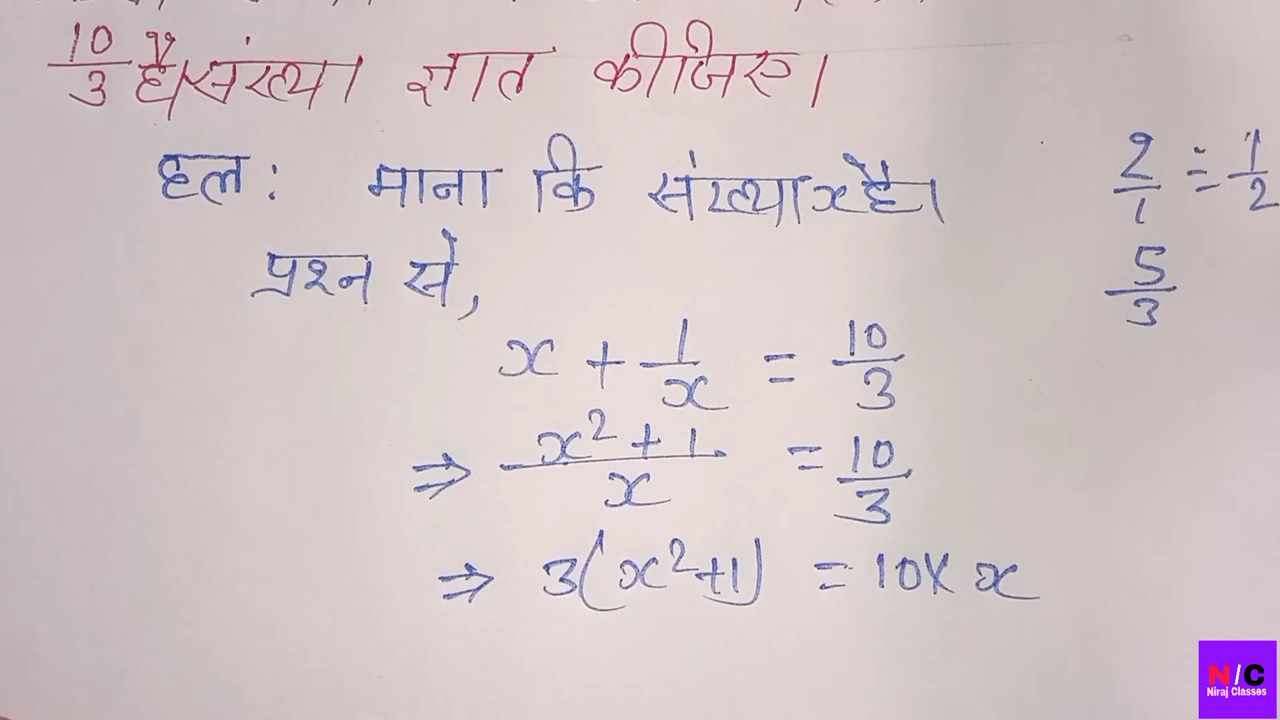 10/3 है। संख्या ज्ञात कीजिए।
हल: माना कि संख्या x है।
2/1 = 1/2
प्रश्न से,
5/3
x + 1/x = 10/3
⇒ x² + 1 / x = 10/3
⇒ 3(x²+1) = 10 × x
N/C
Niraj Classes